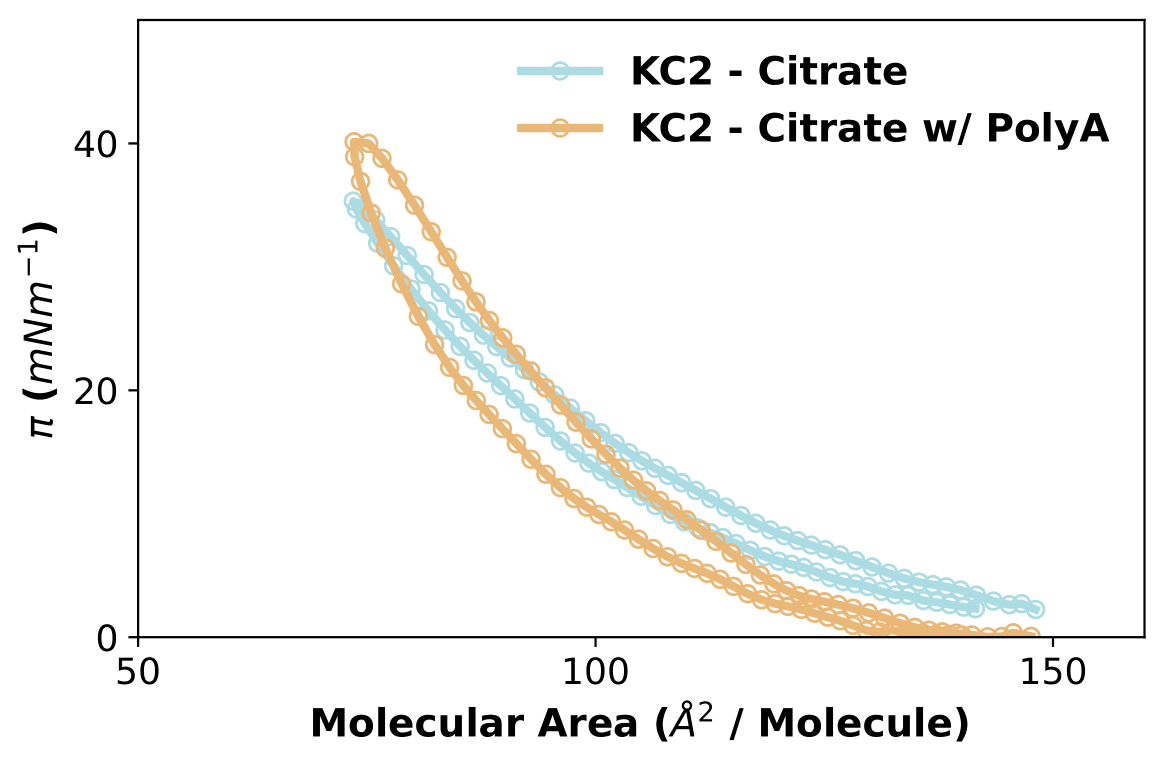 KC2 - Citrate
KC2 - Citrate w/ PolyA
40
20
0
50
100
150
π (mNm⁻¹)
Molecular Area (Å² / Molecule)